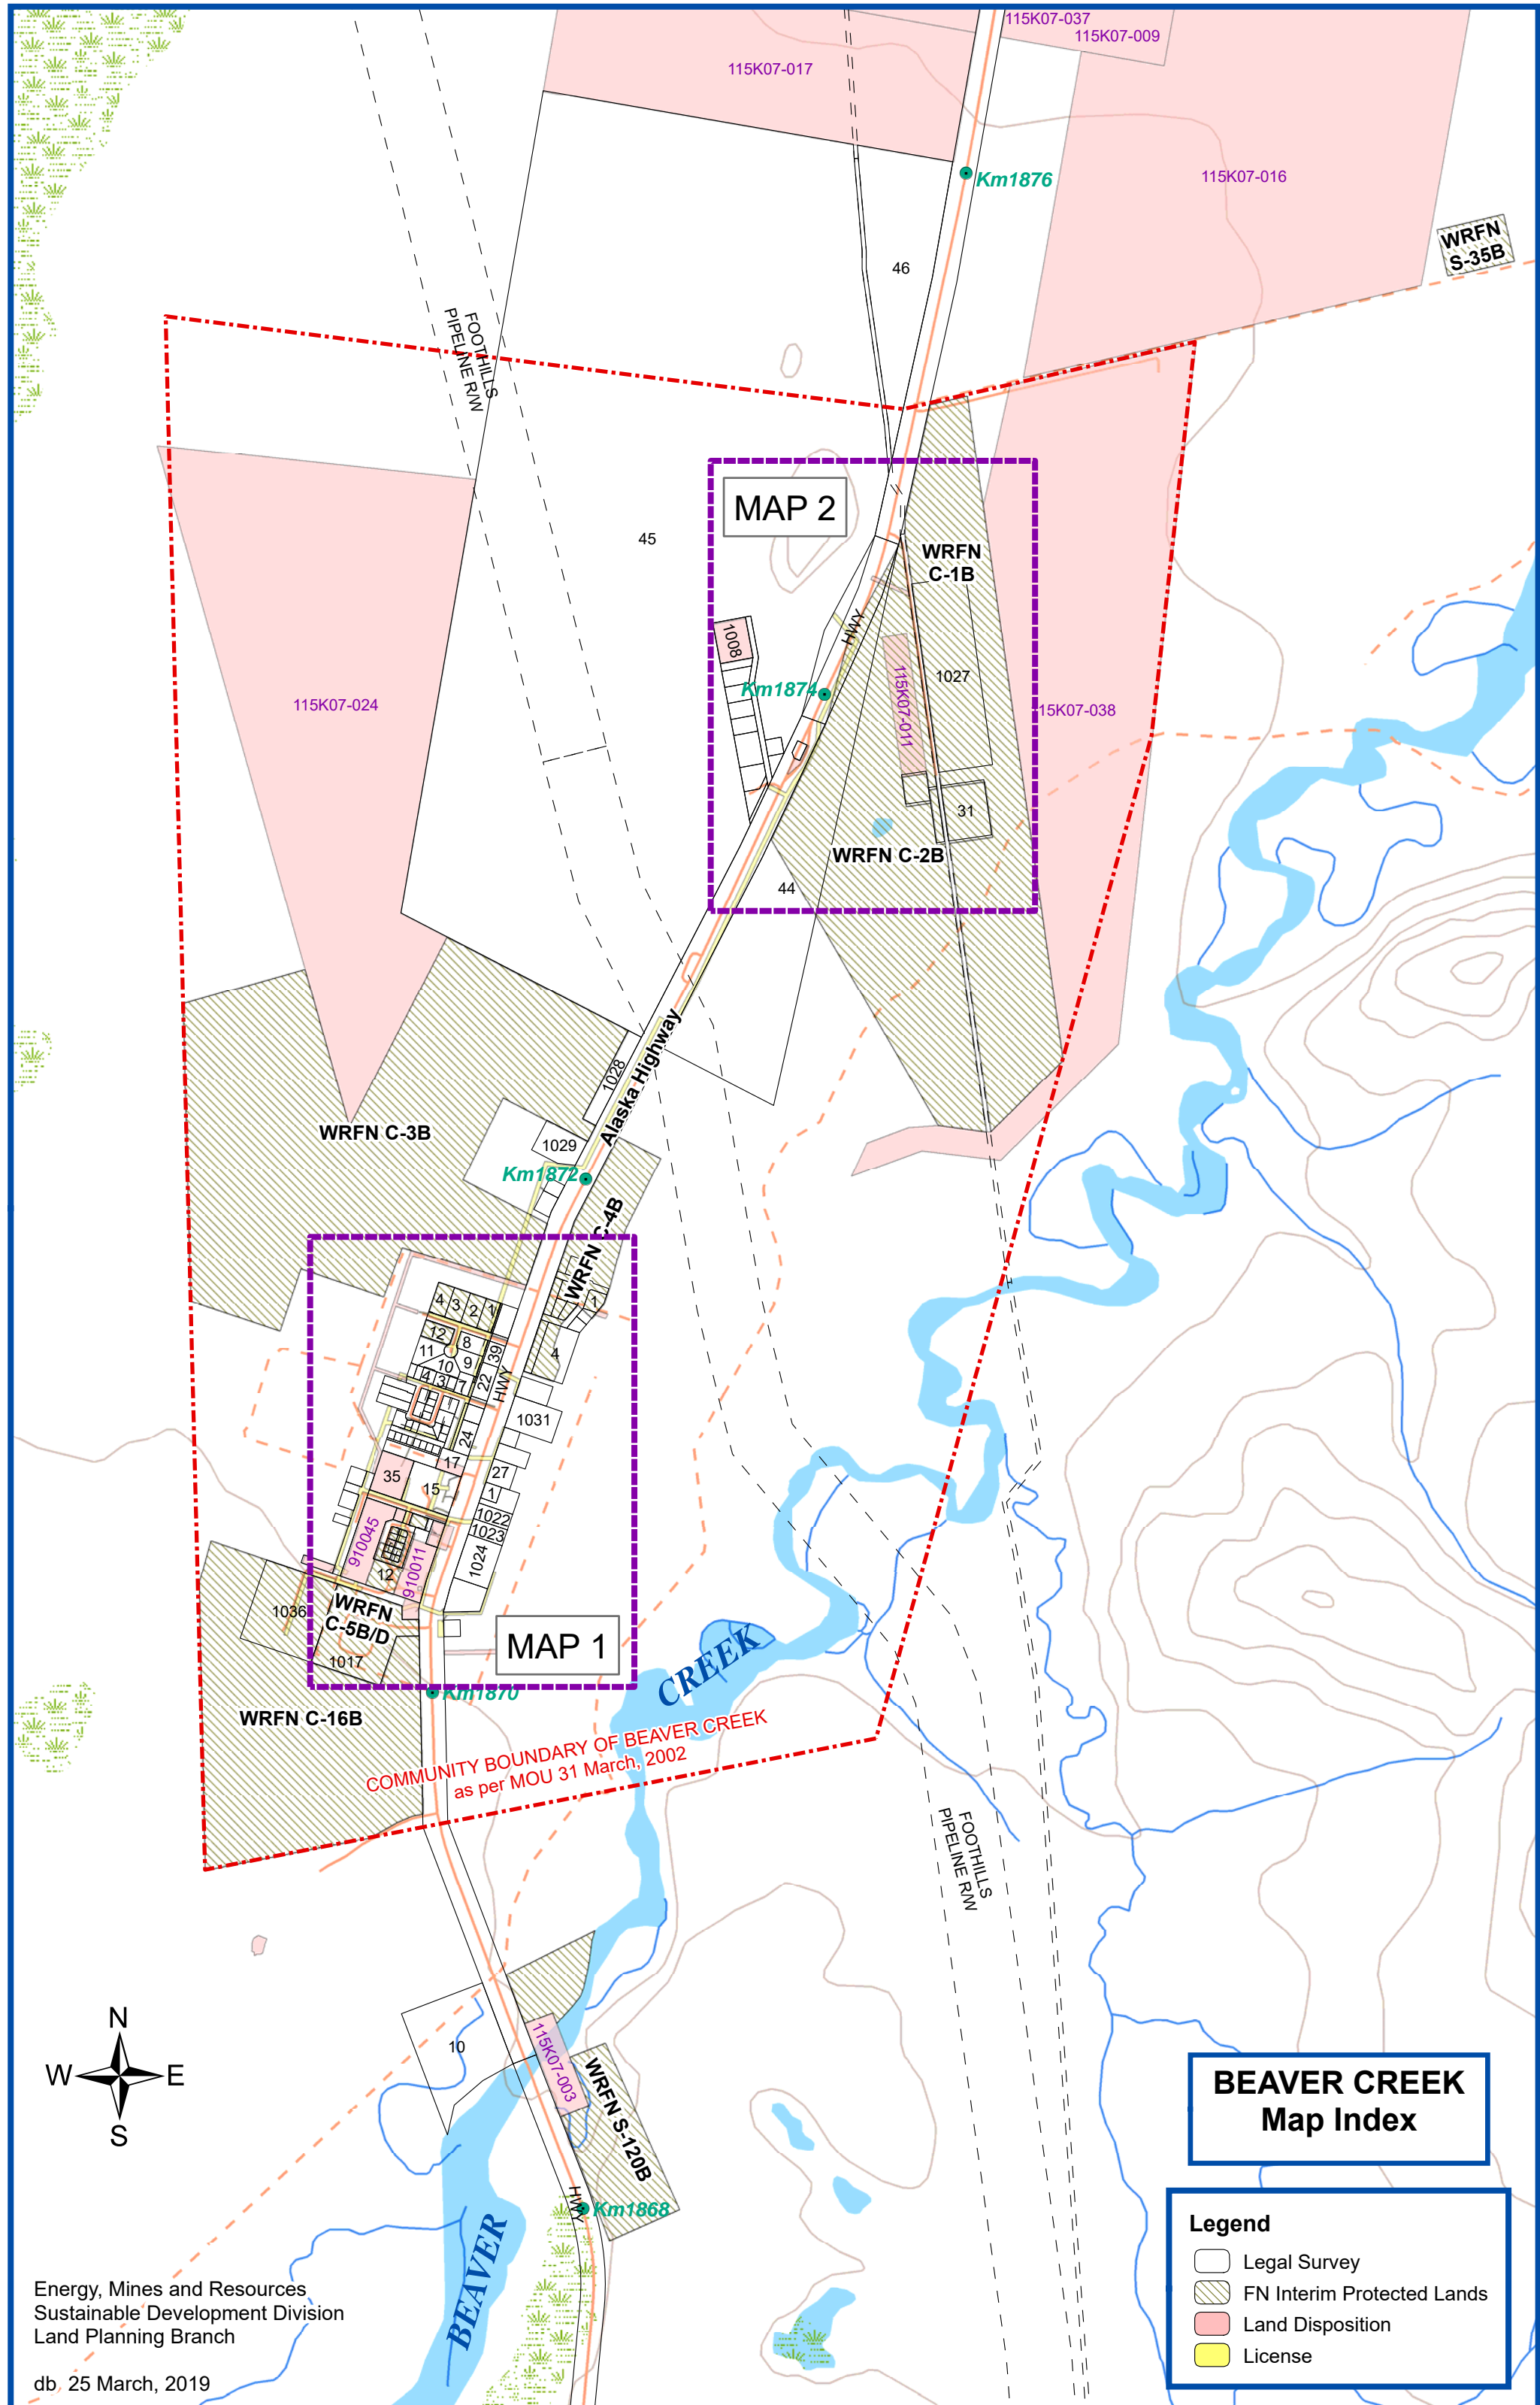 115K07-037
115K07-009
115K07-017
115K07-016
Km1876
WRFN
S-35B
46
FOOTHILLS
PIPELINE R/W
MAP 2
45
WRFN
C-1B
1008
HWY
Km1874
115K07-011
1027
15K07-038
115K07-024
31
WRFN C-2B
44
Alaska Highway
1028
WRFN C-3B
1029
Km1872
WRFN C-4B
4
3
2
1
1
12
8
39
11
10
9
4
4
3
7
22
HWY
1031
24
17
35
15
27
1
1022
1023
1024
910045
12
910011
1036
WRFN
C-5B/D
1017
MAP 1
Km1870
CREEK
WRFN C-16B
COMMUNITY BOUNDARY OF BEAVER CREEK
as per MOU 31 March, 2002
FOOTHILLS
PIPELINE R/W
10
115K07-003
WRFN S-120B
N
W
E
S
HWY
Km1868
BEAVER
BEAVER CREEK
Map Index
Legend
Legal Survey
FN Interim Protected Lands
Land Disposition
License
Energy, Mines and Resources
Sustainable Development Division
Land Planning Branch
db 25 March, 2019